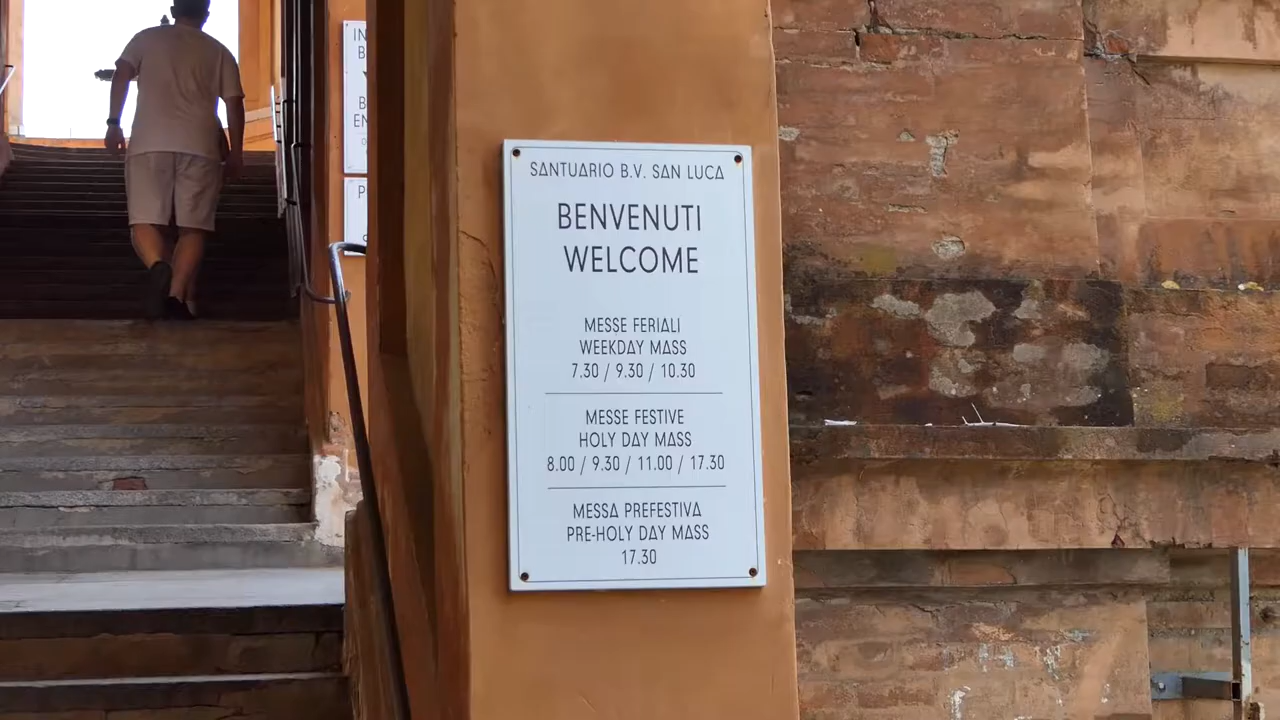 SANTUARIO B.V. SAN LUCA
BENVENUTI
WELCOME
MESSE FERIALI
WEEKDAY MASS
7.30 / 9.30 / 10.30
MESSE FESTIVE
HOLY DAY MASS
8.00 / 9.30 / 11.00 / 17.30
MESSA PREFESTIVA
PRE-HOLY DAY MASS
17.30